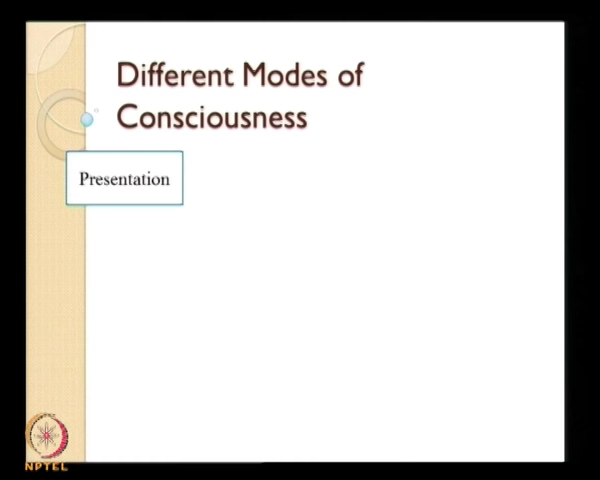 Different Modes of
Consciousness
Presentation
NPTEL